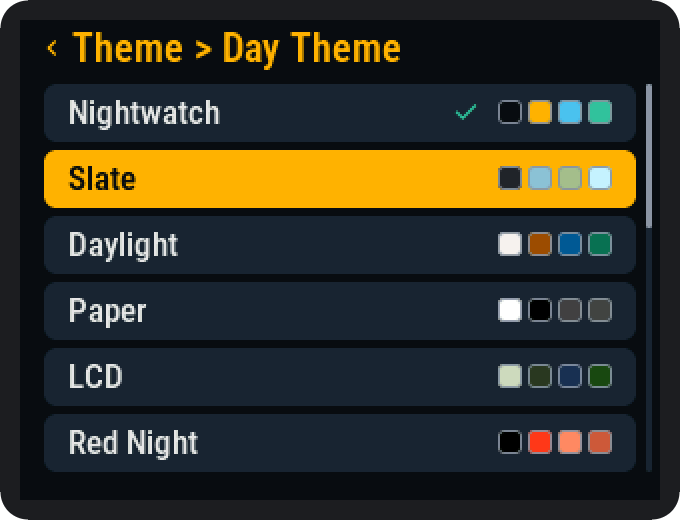 ‹ Theme > Day Theme
Nightwatch ✓
Slate
Daylight
Paper
LCD
Red Night